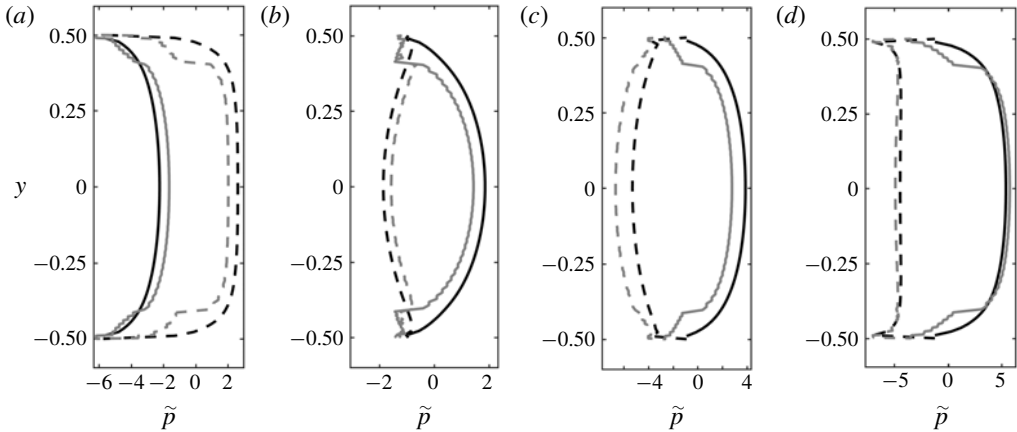 (a) (b) (c) (d)
0.50 0.50 0.50 0.50
0.25 0.25 0.25 0.25
y 0 0 0 0
−0.25 −0.25 −0.25 −0.25
−0.50 −0.50 −0.50 −0.50
−6 −4 −2 0 2 −2 0 2 −4 0 4 −5 0 5
p̃ p̃ p̃ p̃